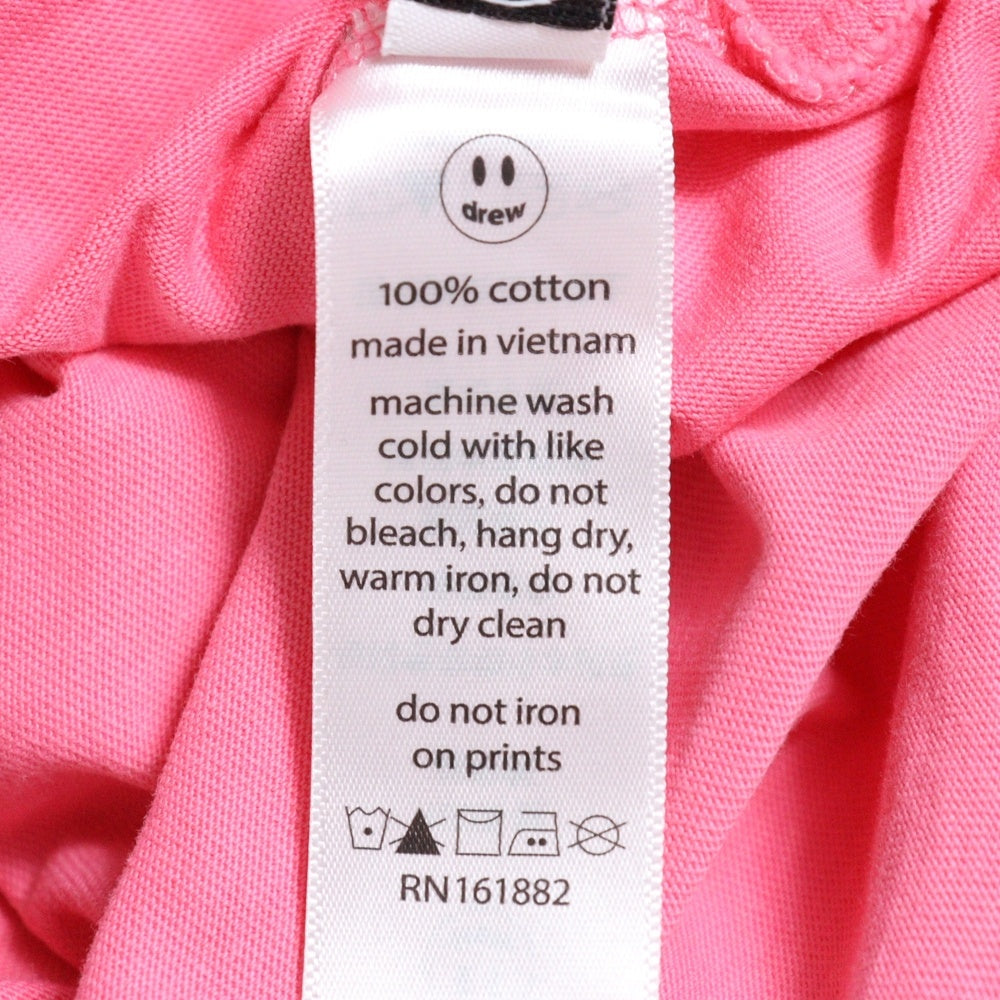 drew
100% cotton
made in vietnam
machine wash
cold with like
colors, do not
bleach, hang dry,
warm iron, do not
dry clean
do not iron
on prints
RN 161882